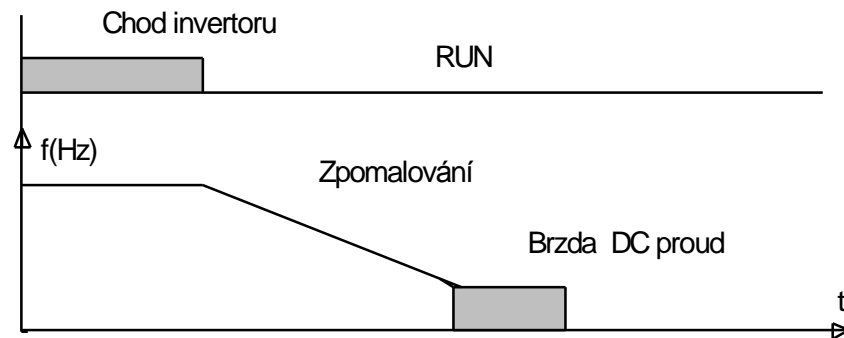 Chod invertoru
RUN
f(Hz)
Zpomalování
Brzda DC proud
t